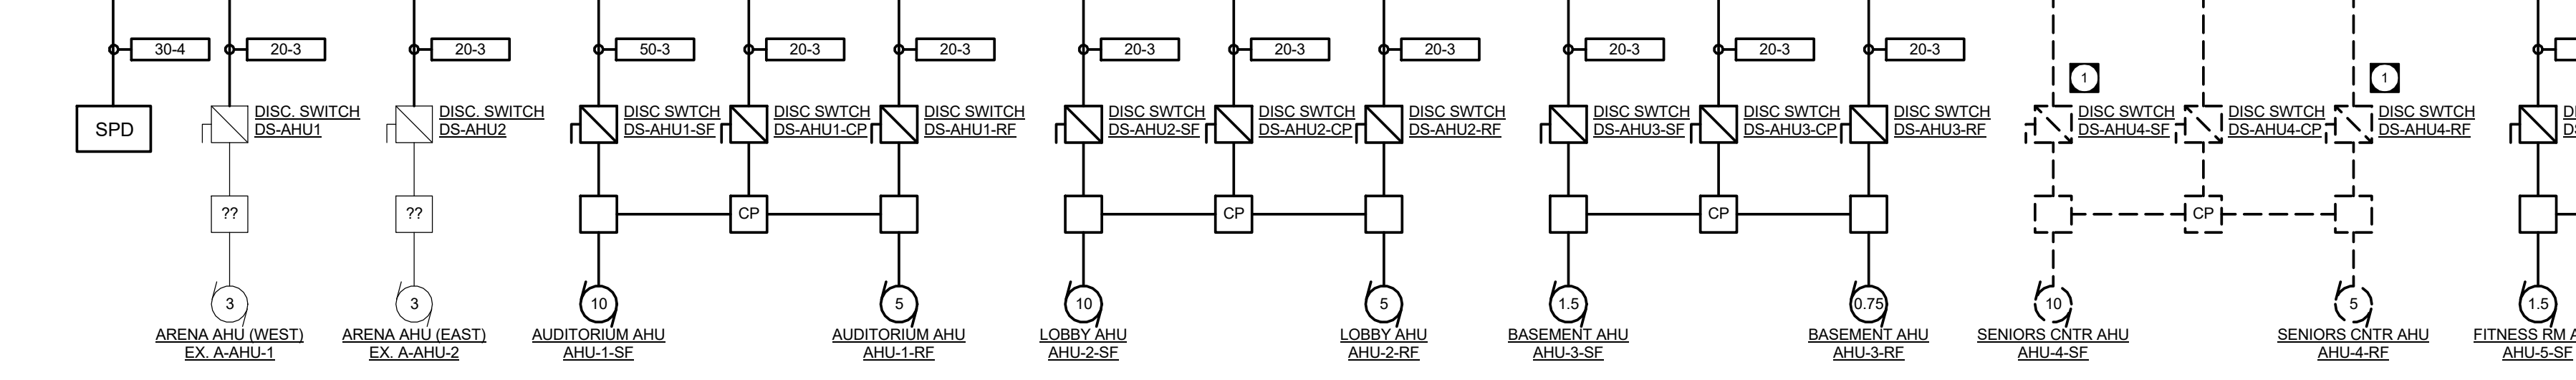 30-4
20-3
20-3
50-3
20-3
20-3
20-3
20-3
20-3
20-3
20-3
20-3
1
1
SPD
DISC. SWITCH
DS-AHU1
DISC. SWITCH
DS-AHU2
DISC SWTCH
DS-AHU1-SF
DISC SWTCH
DS-AHU1-CP
DISC SWITCH
DS-AHU1-RF
DISC SWTCH
DS-AHU2-SF
DISC SWTCH
DS-AHU2-CP
DISC SWTCH
DS-AHU2-RF
DISC SWTCH
DS-AHU3-SF
DISC SWTCH
DS-AHU3-CP
DISC SWTCH
DS-AHU3-RF
DISC SWTCH
DS-AHU4-SF
DISC SWTCH
DS-AHU4-CP
DISC SWTCH
DS-AHU4-RF
??
??
CP
CP
CP
CP
3
3
10
5
10
5
1.5
0.75
10
5
1.5
ARENA AHU (WEST)
EX. A-AHU-1
ARENA AHU (EAST)
EX. A-AHU-2
AUDITORIUM AHU
AHU-1-SF
AUDITORIUM AHU
AHU-1-RF
LOBBY AHU
AHU-2-SF
LOBBY AHU
AHU-2-RF
BASEMENT AHU
AHU-3-SF
BASEMENT AHU
AHU-3-RF
SENIORS CNTR AHU
AHU-4-SF
SENIORS CNTR AHU
AHU-4-RF
FITNESS RM
AHU-5-SF